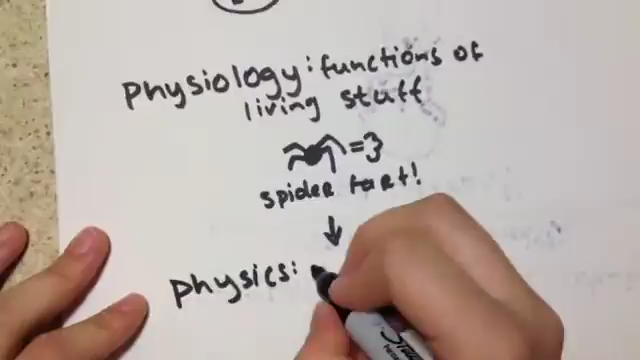 physiology: functions of
living stuff
=3
spider fart!
↓
physics: